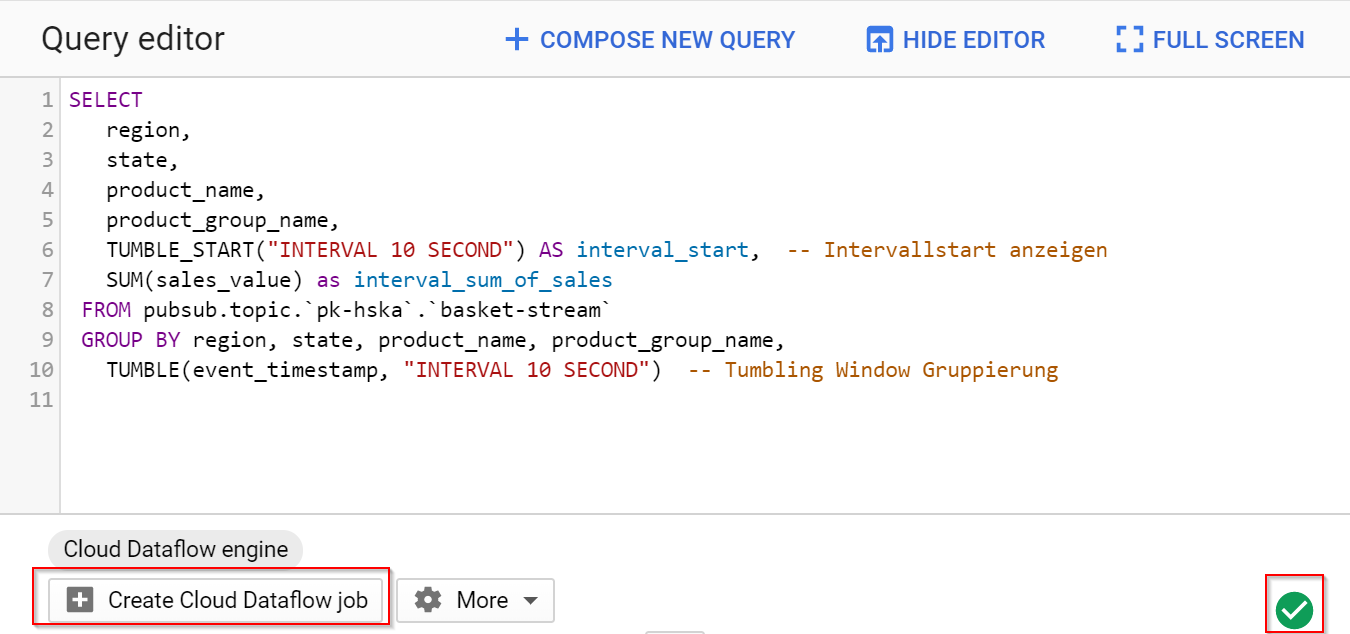 Query editor
COMPOSE NEW QUERY
HIDE EDITOR
FULL SCREEN
1 SELECT
2 region,
3 state,
4 product_name,
5 product_group_name,
6 TUMBLE_START("INTERVAL 10 SECOND") AS interval_start, -- Intervallstart anzeigen
7 SUM(sales_value) as interval_sum_of_sales
8 FROM pubsub.topic.`pk-hska`.`basket-stream`
9 GROUP BY region, state, product_name, product_group_name,
10 TUMBLE(event_timestamp, "INTERVAL 10 SECOND") -- Tumbling Window Gruppierung
11
Cloud Dataflow engine
Create Cloud Dataflow job
More